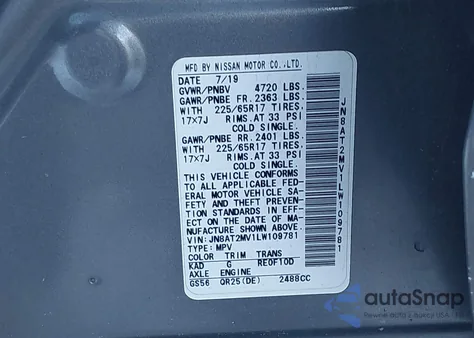 MFD BY NISSAN MOTOR CO.,LTD.
DATE 7/19
GVWR/PNBV 4720 LBS.
GAWR/PNBE FR. 2363 LBS.
WITH 225/65R17 TIRES.
17×7J RIMS.AT 33 PSI
COLD SINGLE.
GAWR/PNBE RR. 2401 LBS.
WITH 225/65R17 TIRES.
17×7J RIMS.AT 33 PSI
COLD SINGLE.
THIS VEHICLE CONFORMS
TO ALL APPLICABLE FED-
ERAL MOTOR VEHICLE SA-
FETY AND THEFT PREVEN-
TION STANDARDS IN EFF-
ECT ON THE DATE OF MA-
NUFACTURE SHOWN ABOVE.
VIN: JN8AT2MV1LW109781
TYPE: MPV
COLOR TRIM TRANS
KAD G RE0F10D
AXLE ENGINE
GS56 QR25(DE) 2488CC
JN8AT2MV1LW109781
autoSnap